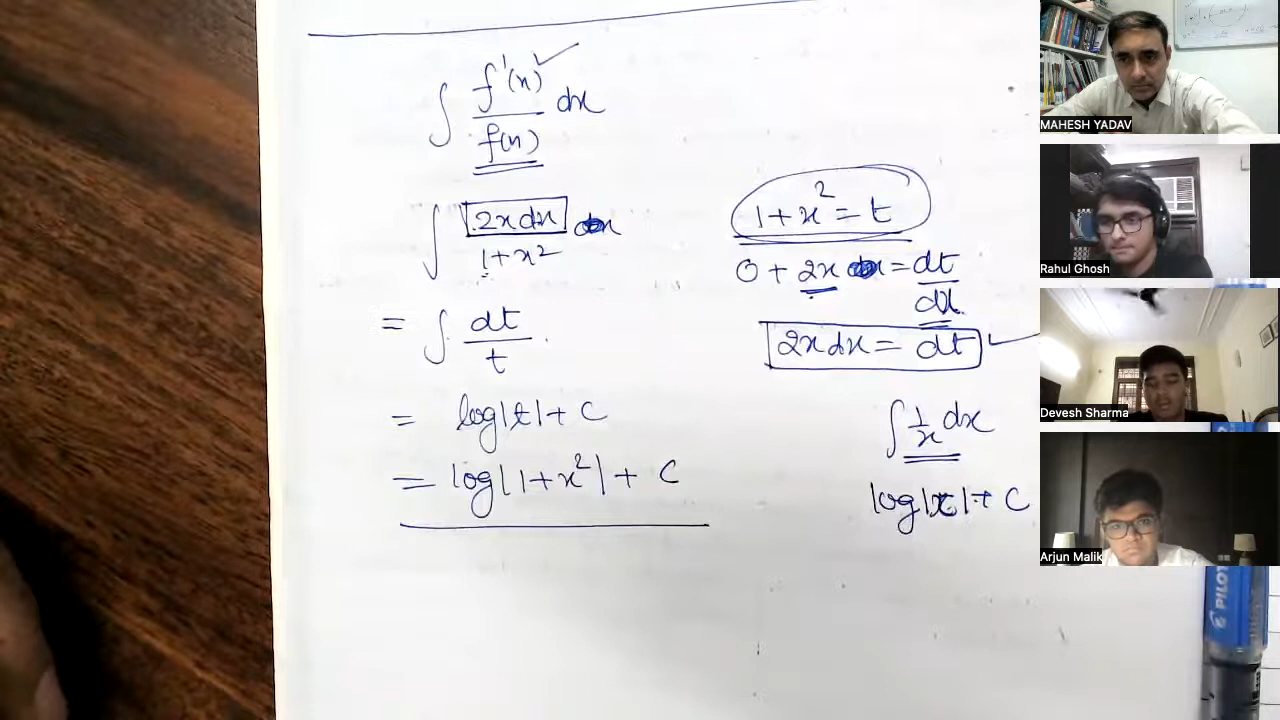 ∫ f'(x)/f(x) dx
∫ 2x dx/1+x²
= ∫ dt/t
= log|t| + C
= log|1+x²| + C
1+x² = t
0 + 2x = dt/dx
2x dx = dt
∫ 1/x dx
log|x| + C
MAHESH YADAV
Rahul Ghosh
Devesh Sharma
Arjun Malik
PILOT